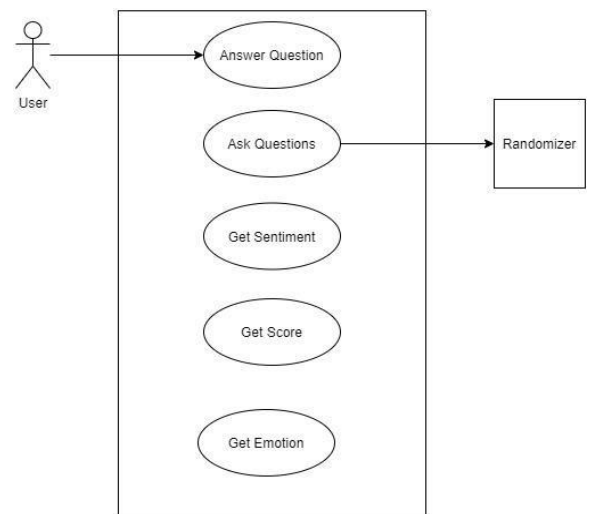 Answer Question
User
Ask Questions
Randomizer
Get Sentiment
Get Score
Get Emotion